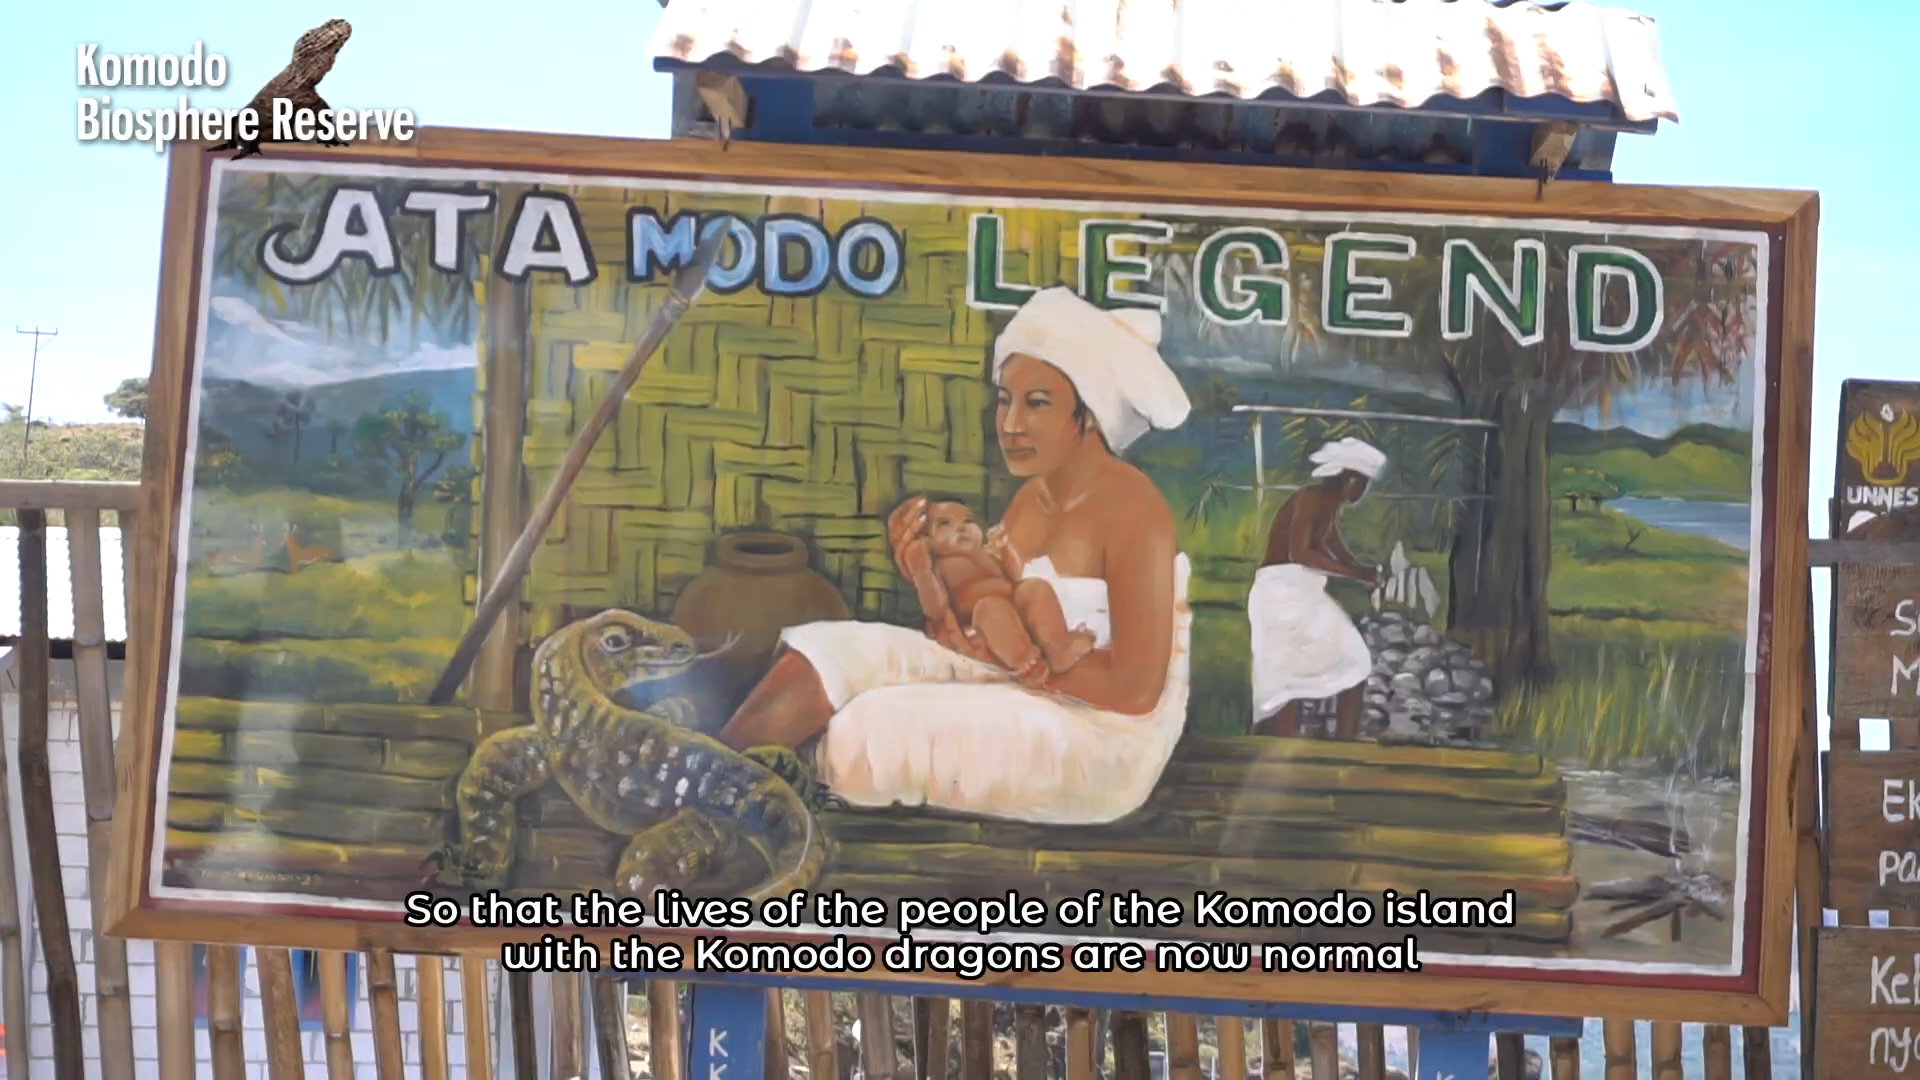 Komodo
Biosphere Reserve
ATA MODO LEGEND
UNNES
So that the lives of the people of the Komodo island
with the Komodo dragons are now normal